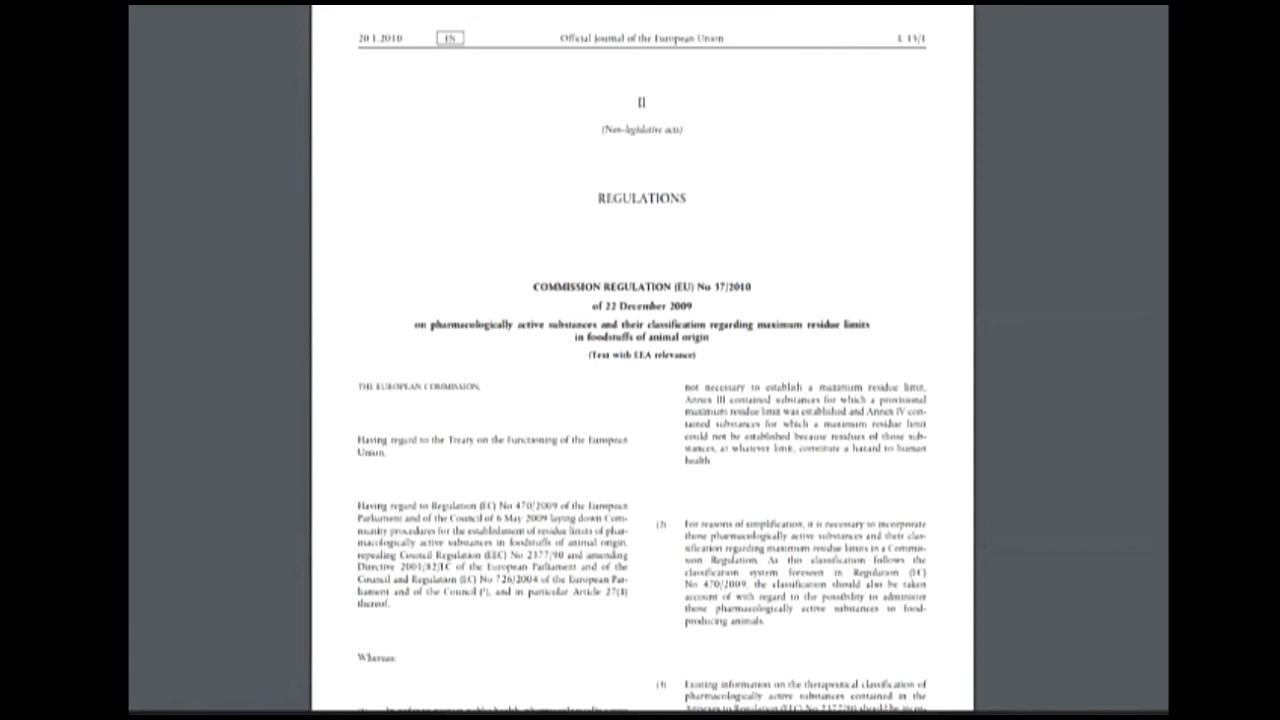 20.1.2010 EN Official Journal of the European Union L 15/1
II
(Non-legislative acts)
REGULATIONS
COMMISSION REGULATION (EU) No 37/2010
of 22 December 2009
on pharmacologically active substances and their classification regarding maximum residue limits
in foodstuffs of animal origin
(Text with EEA relevance)
THE EUROPEAN COMMISSION,
Having regard to the Treaty on the Functioning of the European
Union,
Having regard to Regulation (EC) No 470/2009 of the European
Parliament and of the Council of 6 May 2009 laying down Com-
munity procedures for the establishment of residue limits of phar-
macologically active substances in foodstuffs of animal origin,
repealing Council Regulation (EEC) No 2377/90 and amending
Directive 2001/82/EC of the European Parliament and of the
Council and Regulation (EC) No 726/2004 of the European Par-
liament and of the Council (¹), and in particular Article 27(1)
thereof,
Whereas:
not necessary to establish a maximum residue limit,
Annex III contained substances for which a provisional
maximum residue limit was established and Annex IV con-
tained substances for which a maximum residue limit
could not be established because residues of those sub-
stances, at whatever limit, constitute a hazard to human
health.
(3) For reasons of simplification, it is necessary to incorporate
those pharmacologically active substances and their clas-
sification regarding maximum residue limits in a Commis-
sion Regulation. As this classification follows the
classification system foreseen in Regulation (EC)
No 470/2009, the classification should also be taken
account of with regard to the possibility to administer
those pharmacologically active substances to food-
producing animals.
(4) Existing information on the therapeutical classification of
pharmacologically active substances contained in the
Annexes to Regulation (EEC) No 2377/90 should be